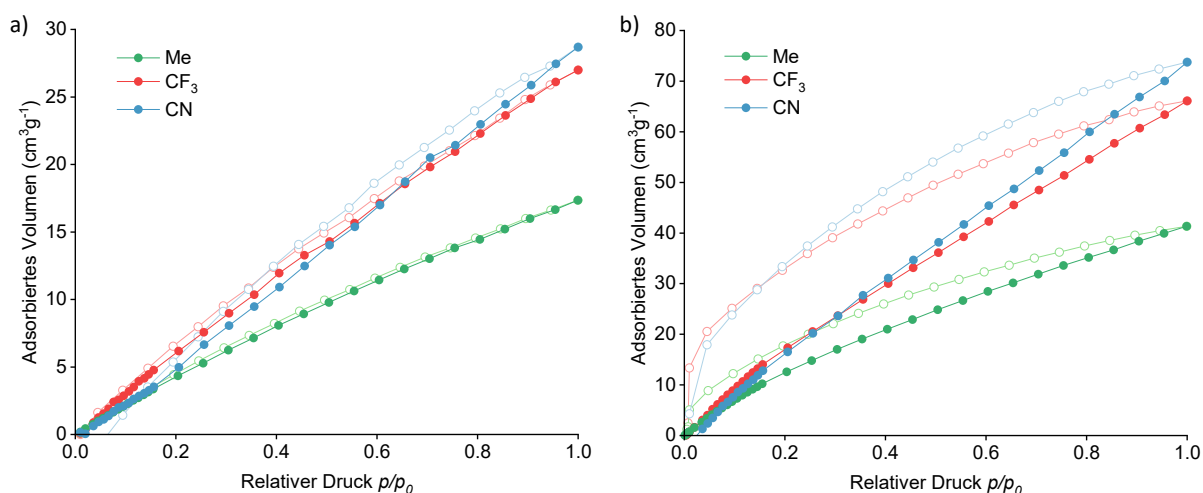 a)
30
25
20
15
10
5
0
Adsorbiertes Volumen (cm³g⁻¹)
Me
CF₃
CN
0.0 0.2 0.4 0.6 0.8 1.0
Relativer Druck p/p₀
b)
80
70
60
50
40
30
20
10
0
Adsorbiertes Volumen (cm³g⁻¹)
Me
CF₃
CN
0.0 0.2 0.4 0.6 0.8 1.0
Relativer Druck p/p₀